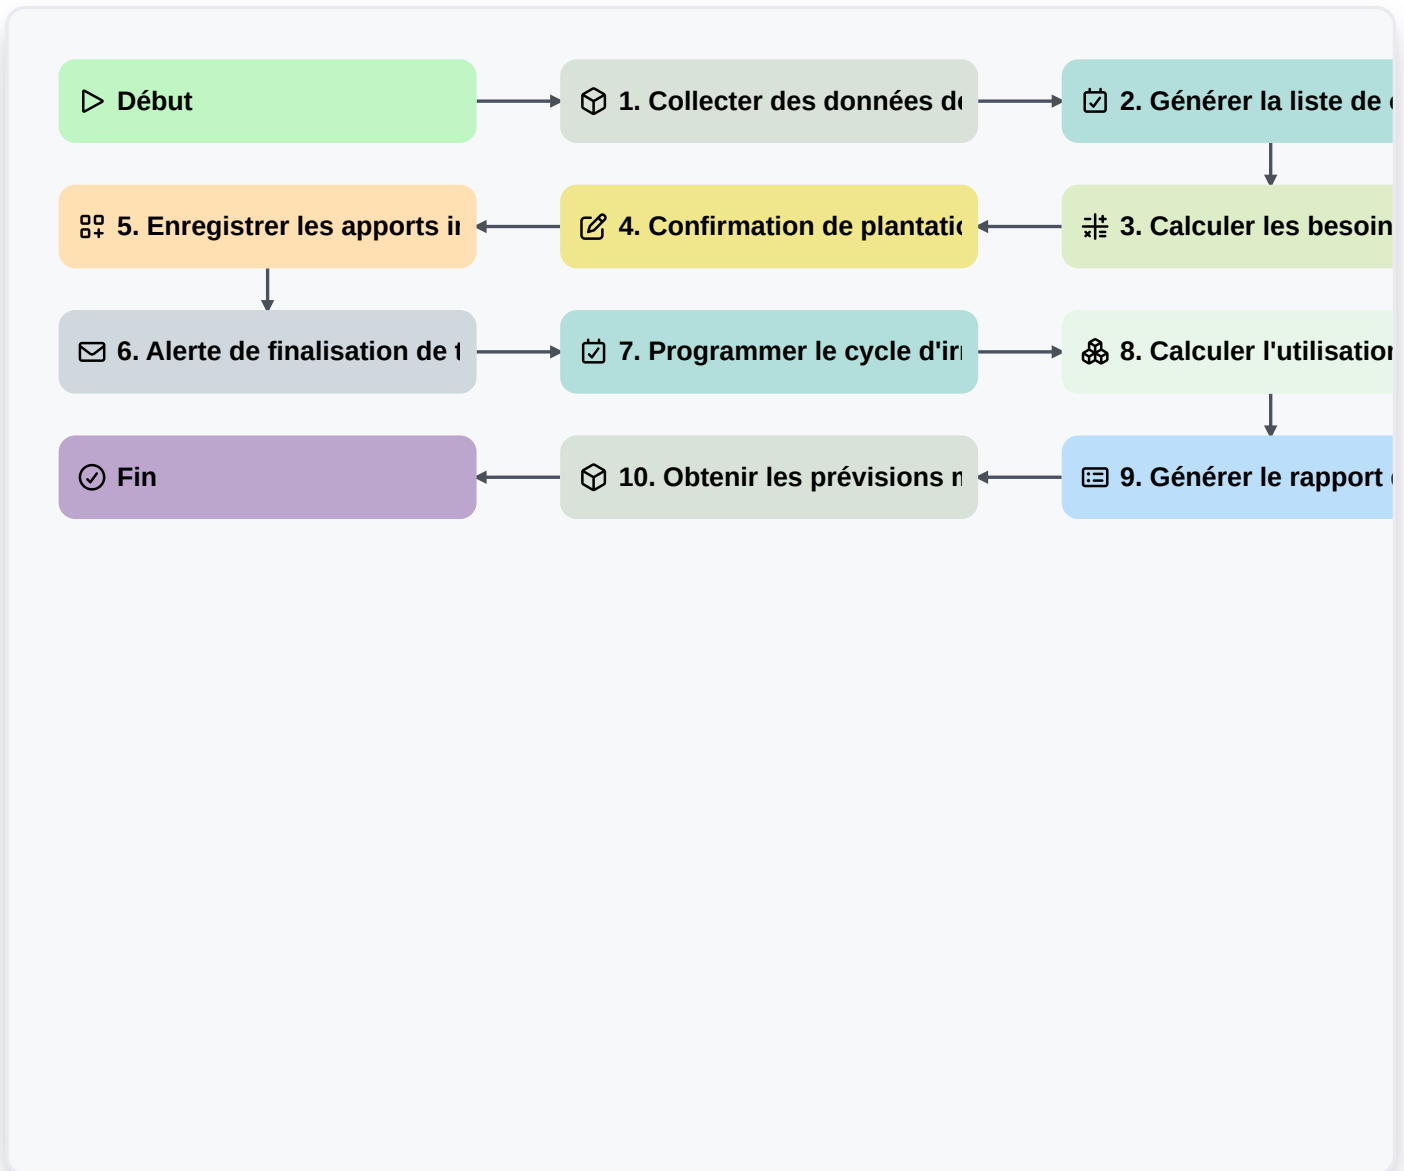 Début
1. Collecter des données
2. Générer la liste de
5. Enregistrer les apports
4. Confirmation de
3. Calculer les
6. Alerte de finalisation de
7. Programmer le cycle
8. Calculer
Fin
10. Obtenir les prévisions
9. Générer le rapport